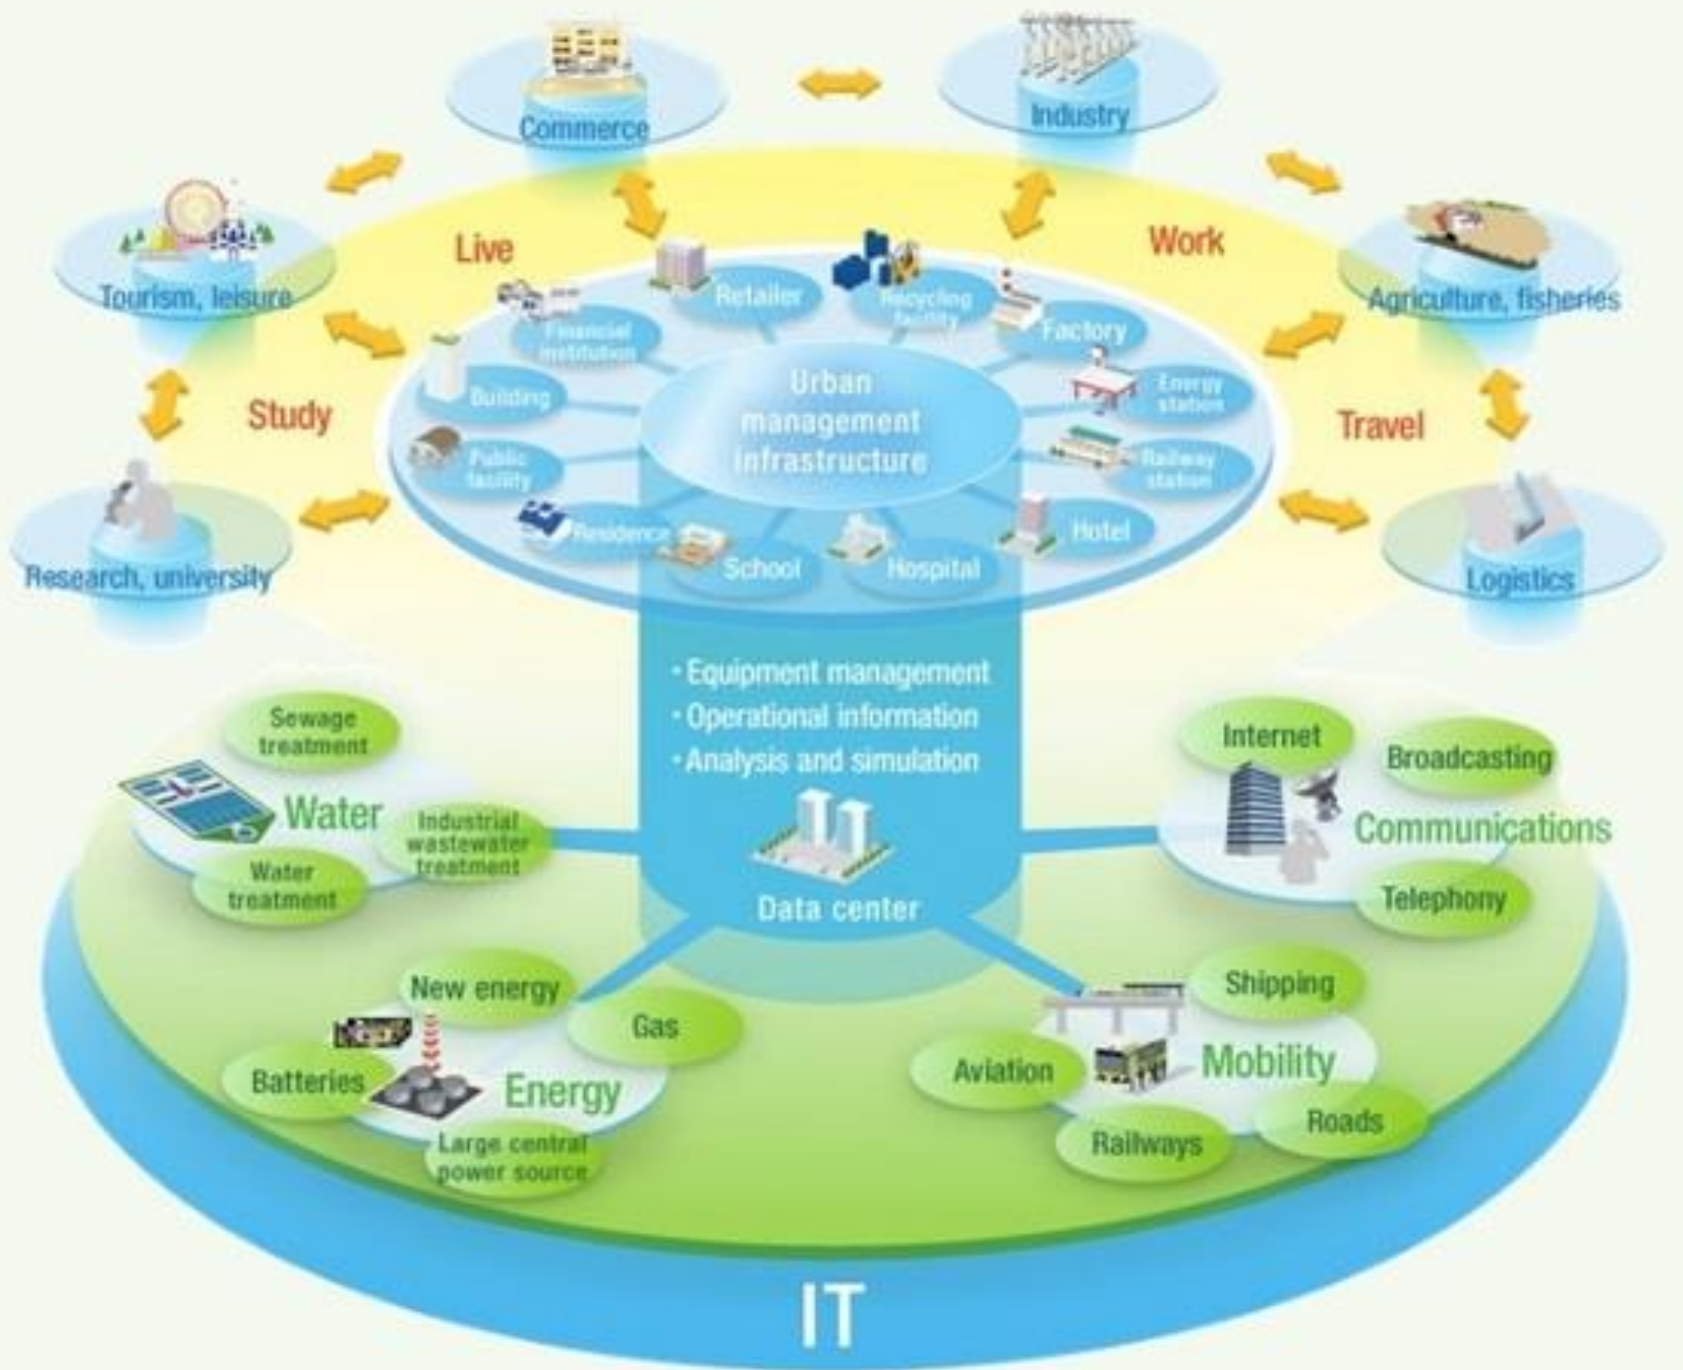 Commerce
Industry
Tourism, leisure
Live
Work
Agriculture, fisheries
Retailer
Recycling
facility
Financial
institution
Factory
Building
Urban
management
infrastructure
Energy
station
Study
Travel
Public
facility
Railway
station
Residence
School
Hospital
Hotel
Research, university
Logistics
· Equipment management
· Operational information
· Analysis and simulation
Data center
Sewage
treatment
Water
Industrial
wastewater
treatment
Water
treatment
Internet
Broadcasting
Communications
Telephony
New energy
Gas
Batteries
Energy
Large central
power source
Shipping
Aviation
Mobility
Railways
Roads
IT